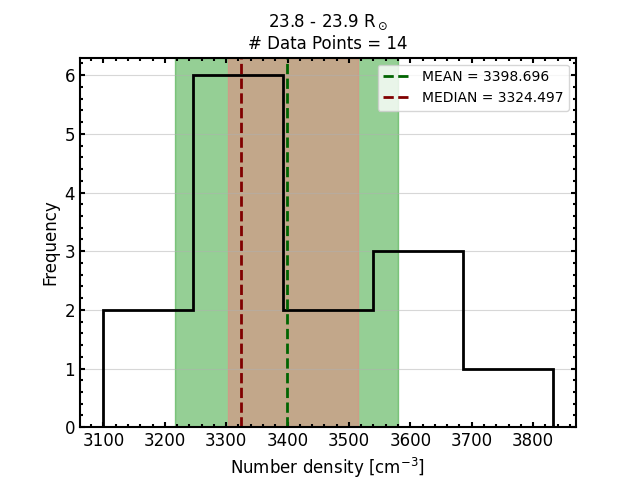 23.8 - 23.9 R⊙
# Data Points = 14
MEAN = 3398.696
MEDIAN = 3324.497
Frequency
6
5
4
3
2
1
0
3100 3200 3300 3400 3500 3600 3700 3800
Number density [cm⁻³]